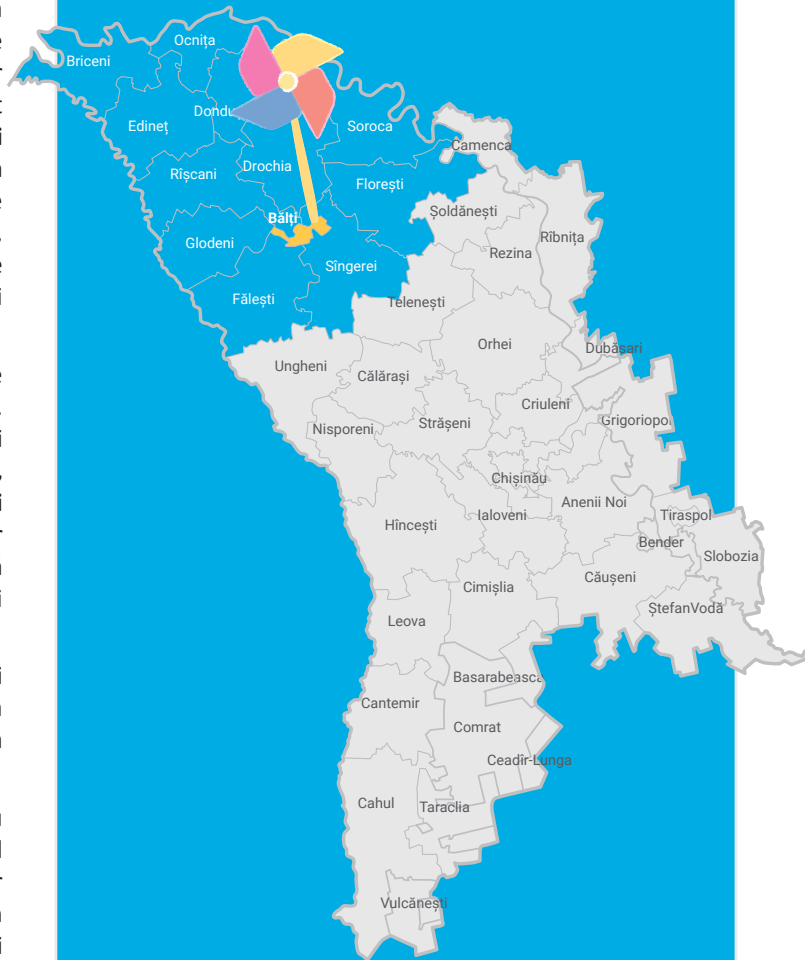 Ocnița
Briceni
Edineț
Soroca
Camenca
Rîșcani
Drochia
Florești
Bălți
Șoldănești
Glodeni
Rîbnița
Rezina
Sîngerei
Fălești
Telenești
Orhei
Dubăsari
Ungheni
Călărași
Criuleni
Strășeni
Grigoriopol
Nisporeni
Chișinău
Anenii Noi
Hîncești
Ialoveni
Tiraspol
Bender
Slobozia
Căușeni
Cimișlia
ȘtefanVodă
Leova
Basarabeasca
Cantemir
Comrat
Ceadîr-Lunga
Cahul
Taraclia
Vulcănești